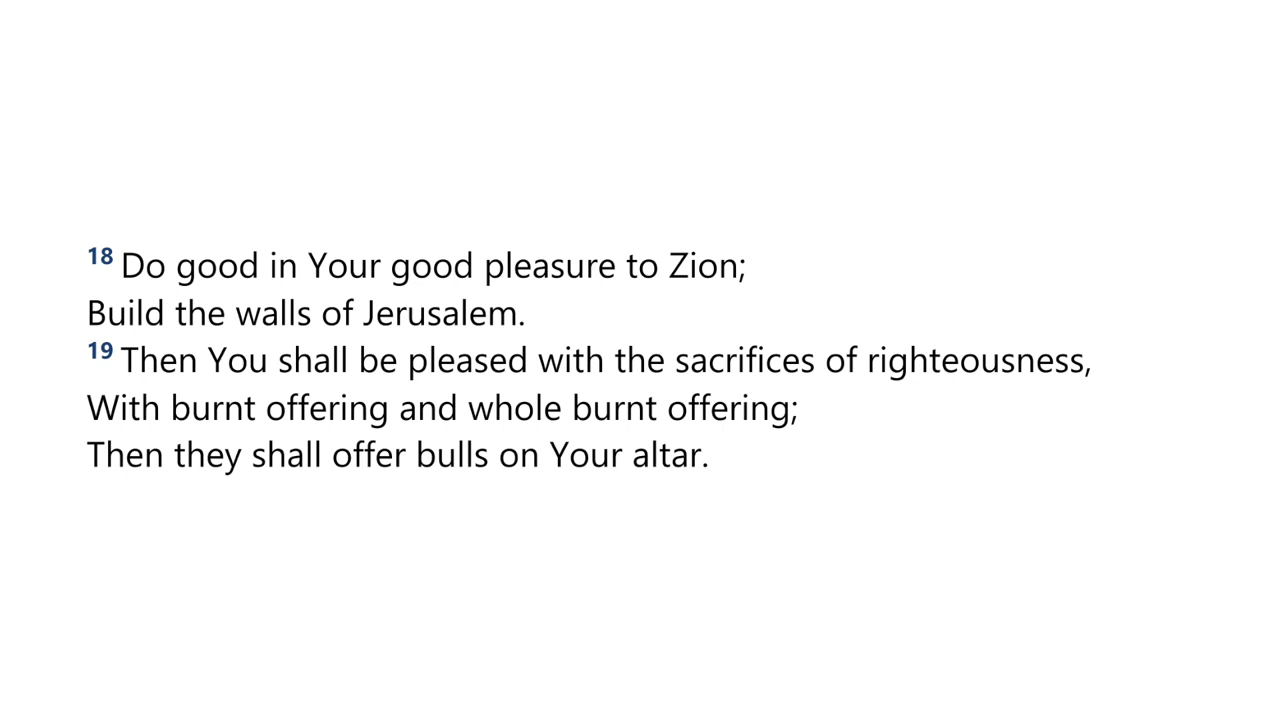 18 Do good in Your good pleasure to Zion;
Build the walls of Jerusalem.
19 Then You shall be pleased with the sacrifices of righteousness,
With burnt offering and whole burnt offering;
Then they shall offer bulls on Your altar.